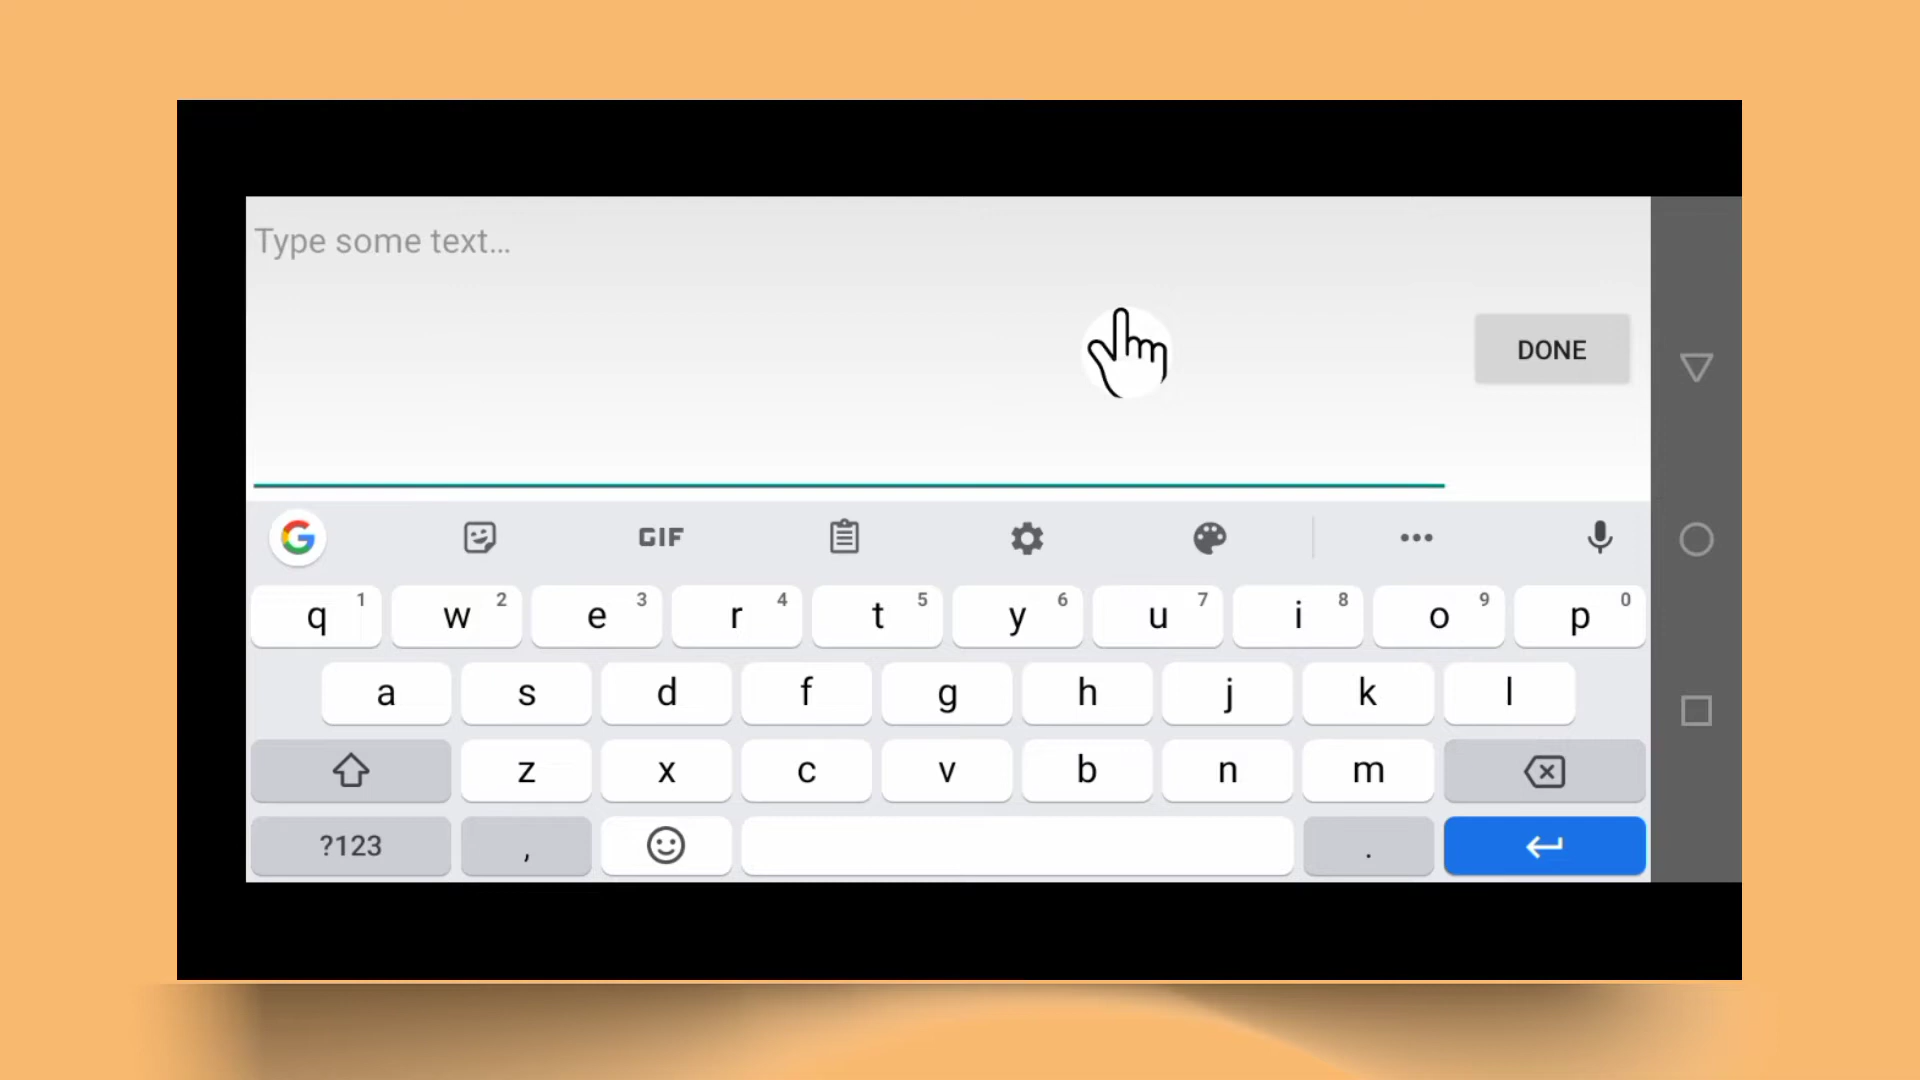 Type some text...
DONE
G GIF
q 1 w 2 e 3 r 4 t 5 y 6 u 7 i 8 o 9 p 0
a s d f g h j k l
z x c v b n m
?123 , .